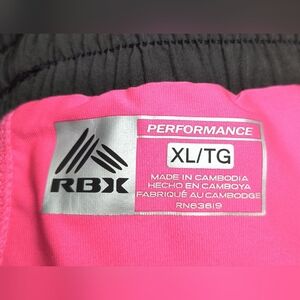 PERFORMANCE
XL/TG
RBX
MADE IN CAMBODIA
HECHO EN CAMBOYA
FABRIQUÉ AU CAMBODGE
RN63619